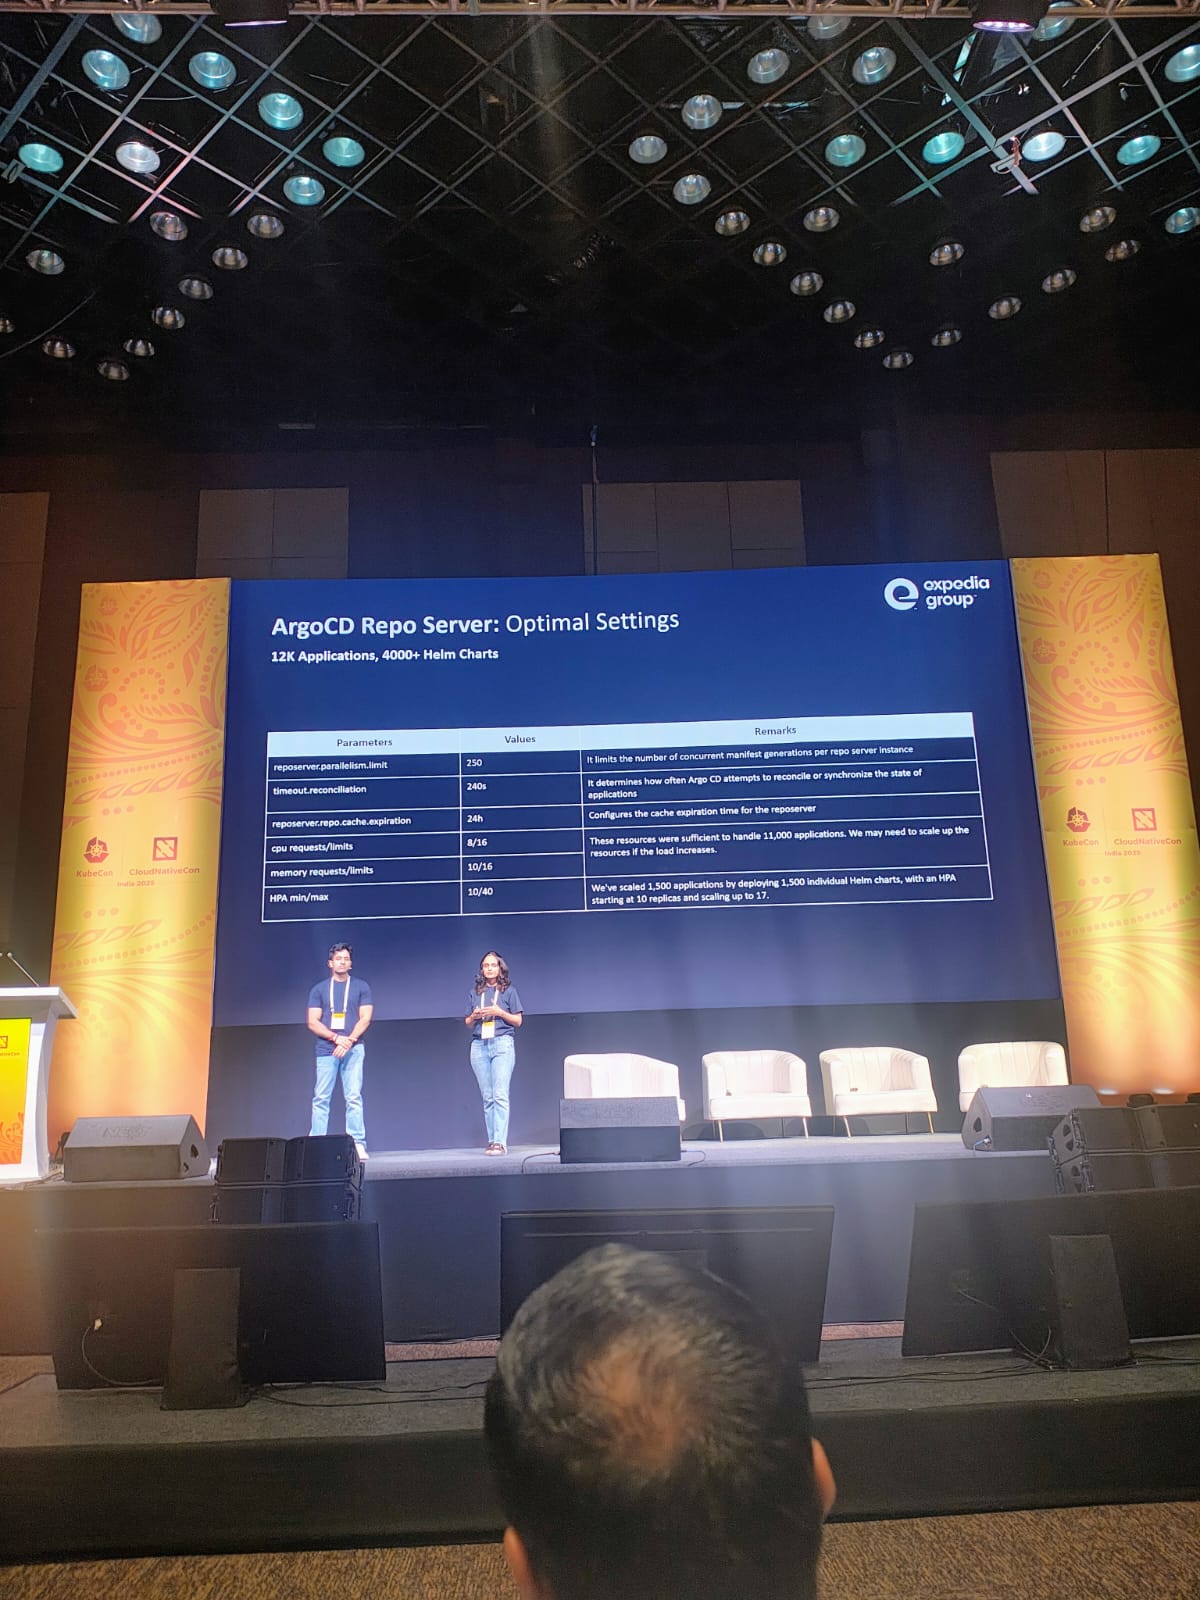 expedia
group
ArgoCD Repo Server: Optimal Settings
12K Applications, 4000+ Helm Charts
Parameters Values Remarks
reposerver.parallelism.limit 250 It limits the number of concurrent manifest generations per repo server instance
timeout.reconciliation 240s It determines how often Argo CD attempts to reconcile or synchronize the state of
applications
reposerver.repo.cache.expiration 24h Configures the cache expiration time for the reposerver
cpu requests/limits 8/16 These resources were sufficient to handle 11,000 applications. We may need to scale up the
resources if the load increases.
memory requests/limits 10/16
HPA min/max 10/40 We've scaled 1,500 applications by deploying 1,500 individual Helm charts, with an HPA
starting at 10 replicas and scaling up to 17.
KubeCon CloudNativeCon
India 2025
KubeCon CloudNativeCon
India 2025